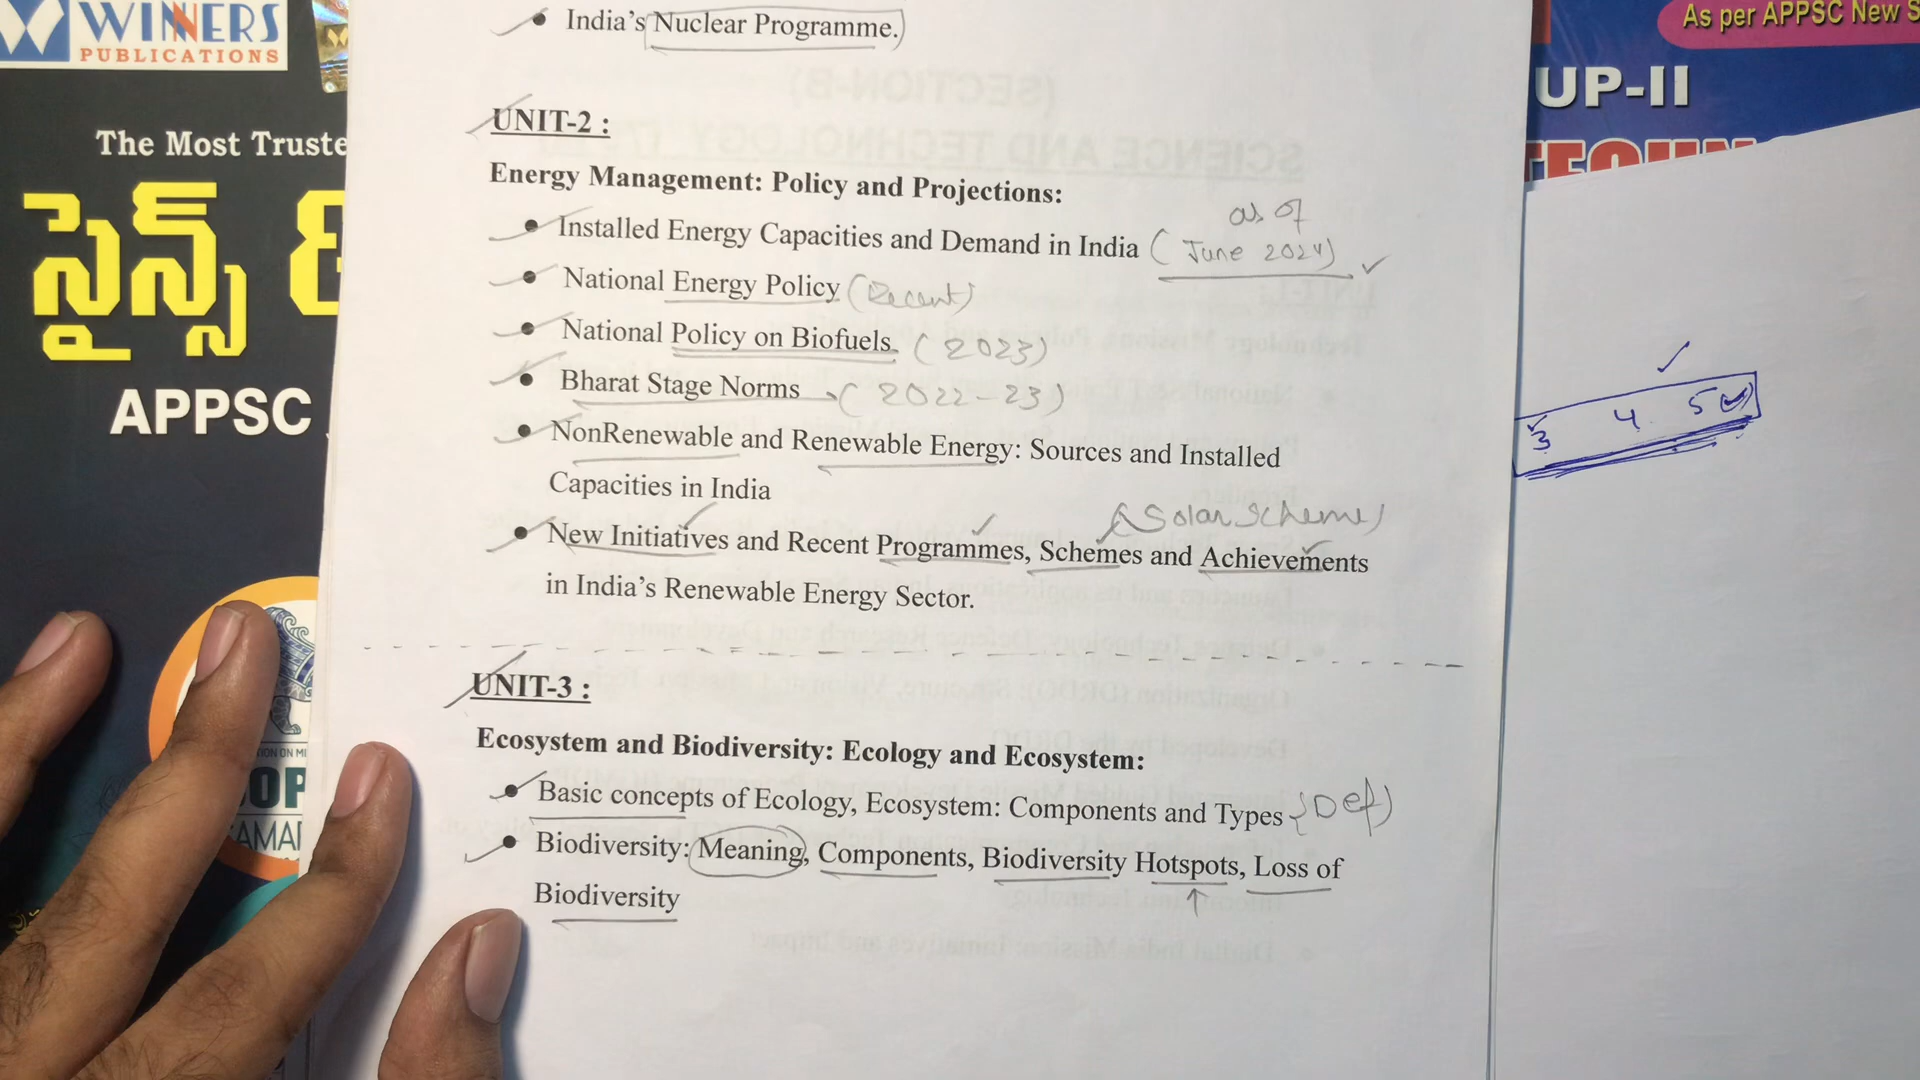 WINNERS
PUBLICATIONS
The Most Truste
సైన్స్ &
APPSC
As per APPSC New S
UP-II
• India's Nuclear Programme.
UNIT-2 :
Energy Management: Policy and Projections:
• Installed Energy Capacities and Demand in India ( June 2024)
as of
• National Energy Policy (Recent)
• National Policy on Biofuels. (2023)
• Bharat Stage Norms (2022-23)
• NonRenewable and Renewable Energy: Sources and Installed
Capacities in India
(Solar Scheme)
• New Initiatives and Recent Programmes, Schemes and Achievements
in India's Renewable Energy Sector.
UNIT-3 :
Ecosystem and Biodiversity: Ecology and Ecosystem:
• Basic concepts of Ecology, Ecosystem: Components and Types {Def)
• Biodiversity: Meaning, Components, Biodiversity Hotspots, Loss of
Biodiversity
3 4 5